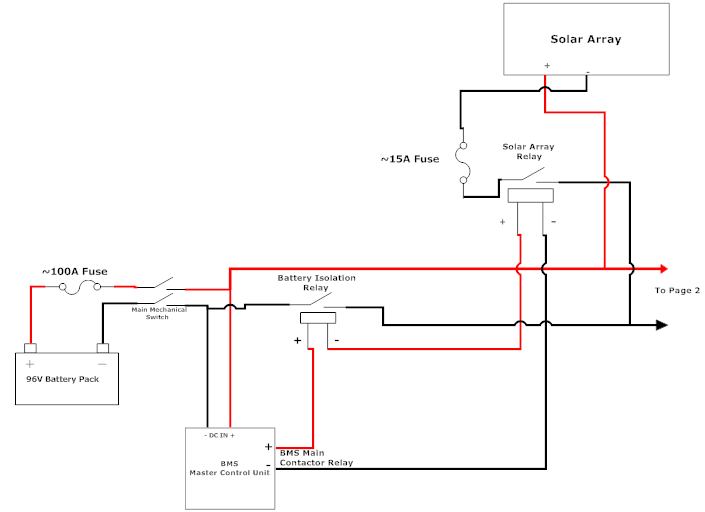 Solar Array
+
-
~15A Fuse
Solar Array
Relay
+
-
~100A Fuse
Battery Isolation
Relay
To Page 2
Main Mechanical
Switch
+
-
+
-
96V Battery Pack
- DC IN +
+
BMS Main
Contactor Relay
-
BMS
Master Control Unit